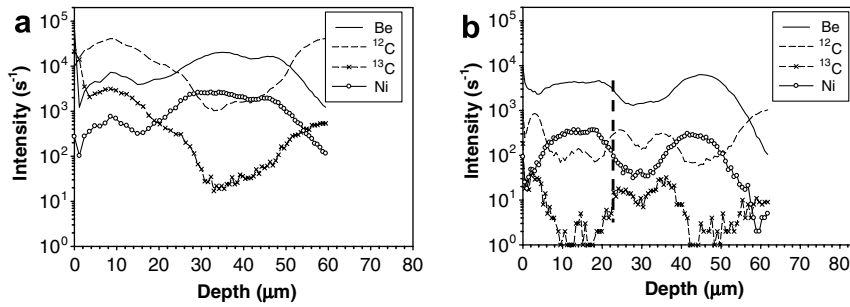 a
10^5
10^4
10^3
10^2
10^1
10^0
Intensity (s^-1)
0 10 20 30 40 50 60 70 80
Depth (µm)
Be
^12C
^13C
Ni
b
10^5
10^4
10^3
10^2
10^1
10^0
Intensity (s^-1)
0 10 20 30 40 50 60 70 80
Depth (µm)
Be
^12C
^13C
Ni